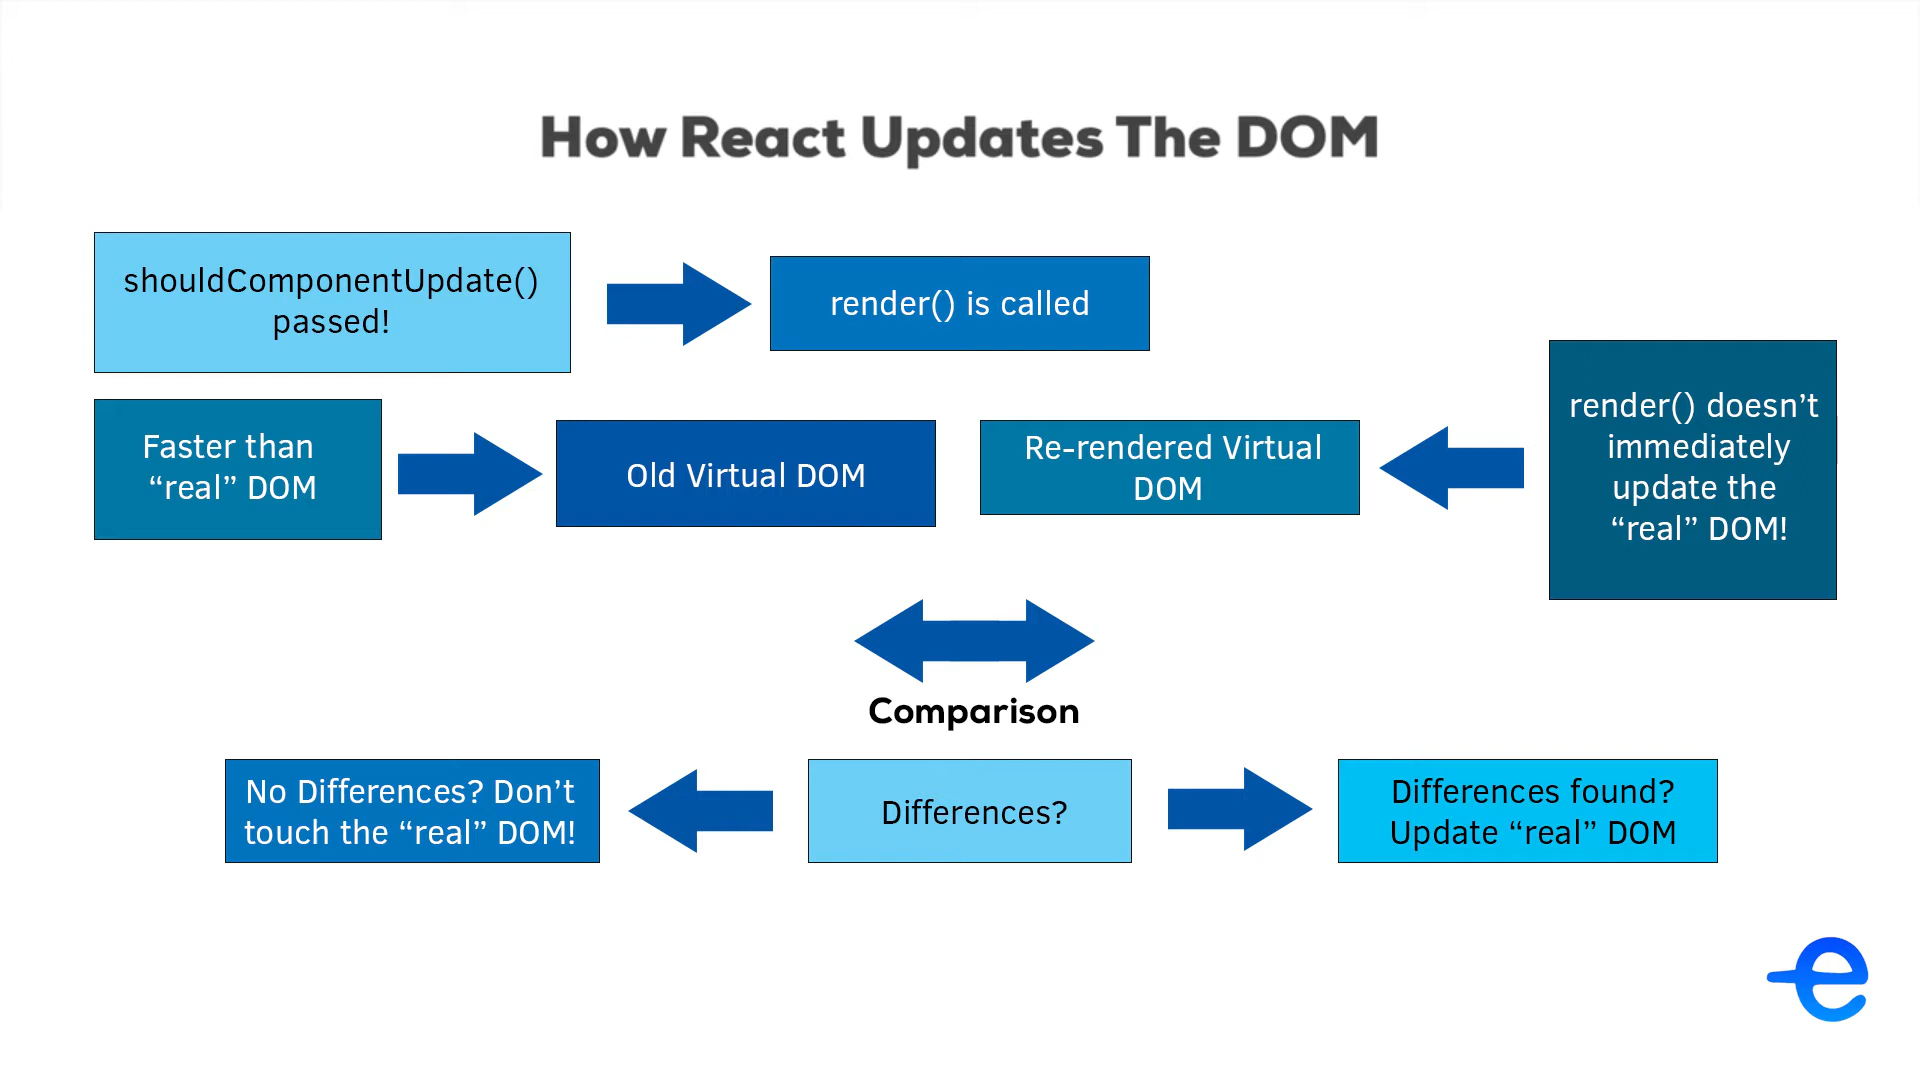 How React Updates The DOM
shouldComponentUpdate()
passed!
render() is called
Faster than
“real” DOM
Old Virtual DOM
Re-rendered Virtual
DOM
render() doesn’t
immediately
update the
“real” DOM!
Comparison
No Differences? Don’t
touch the “real” DOM!
Differences?
Differences found?
Update “real” DOM
e